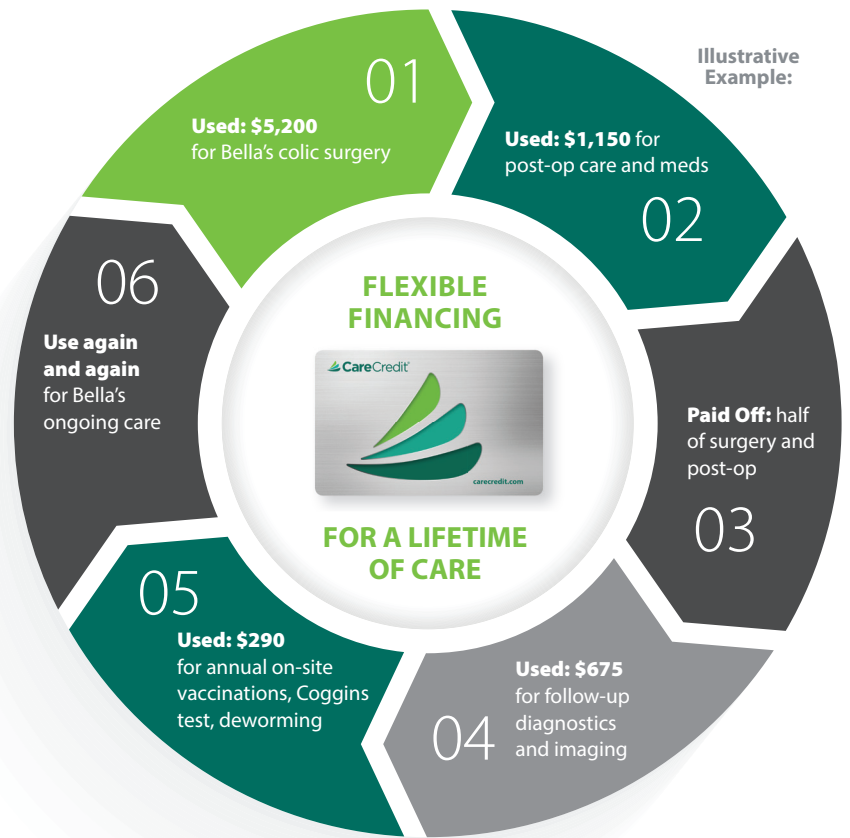 Illustrative
Example:
01
Used: $5,200
for Bella’s colic surgery
Used: $1,150 for
post-op care and meds
02
Paid Off: half
of surgery and
post-op
03
Used: $675
for follow-up
diagnostics
and imaging
04
05
Used: $290
for annual on-site
vaccinations, Coggins
test, deworming
06
Use again
and again
for Bella’s
ongoing care
FLEXIBLE
FINANCING
CareCredit®
carecredit.com
FOR A LIFETIME
OF CARE